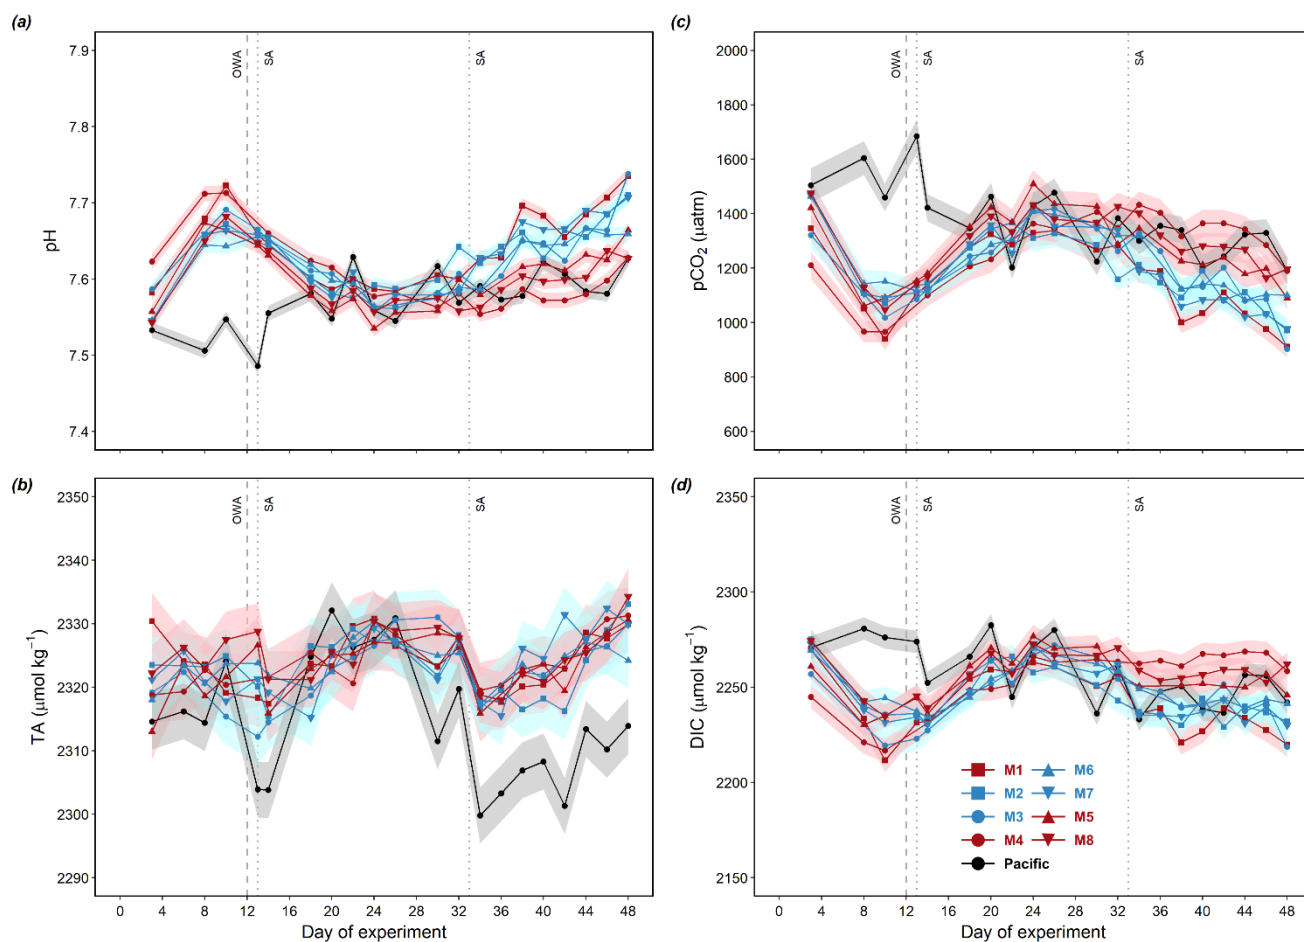 (a)
OWA
SA
SA
7.9
7.8
7.7
7.6
7.5
7.4
pH
(c)
OWA
SA
SA
2000
1800
1600
1400
1200
1000
800
600
pCO₂ (µatm)
(b)
OWA
SA
SA
2350
2340
2330
2320
2310
2300
2290
TA (µmol kg⁻¹)
0 4 8 12 16 20 24 28 32 36 40 44 48
Day of experiment
(d)
OWA
SA
SA
2350
2300
2250
2200
2150
DIC (µmol kg⁻¹)
M1 M6
M2 M7
M3 M5
M4 M8
Pacific
0 4 8 12 16 20 24 28 32 36 40 44 48
Day of experiment